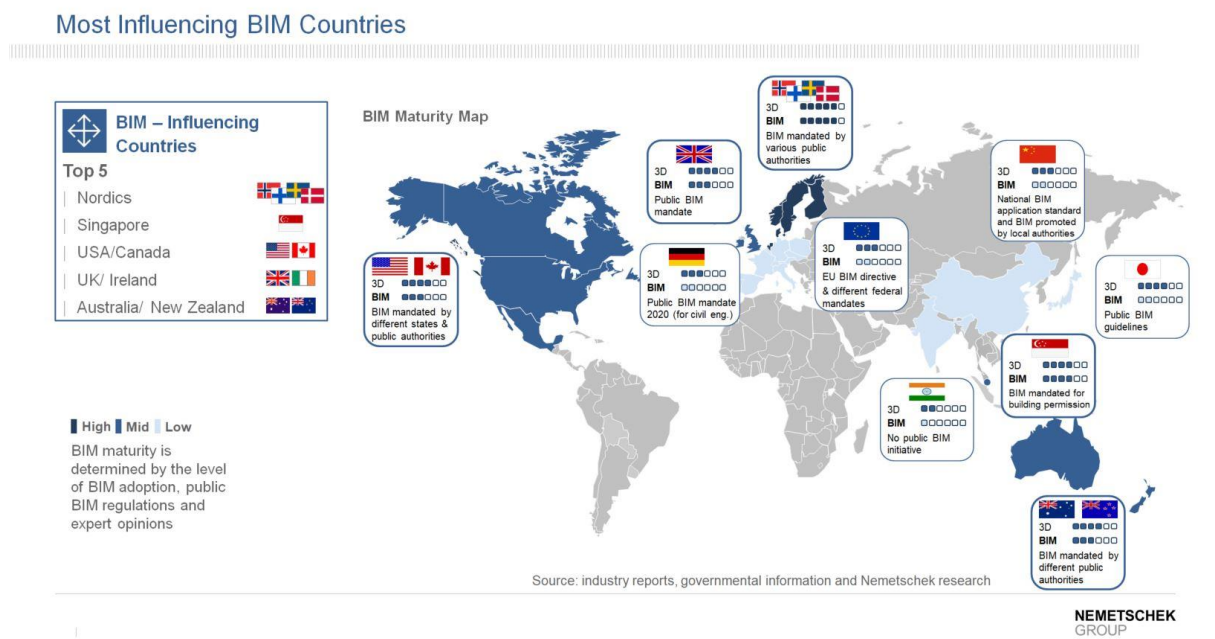 Most Influencing BIM Countries
BIM – Influencing
Countries
Top 5
Nordics
Singapore
USA/Canada
UK/ Ireland
Australia/ New Zealand
High Mid Low
BIM maturity is
determined by the level
of BIM adoption, public
BIM regulations and
expert opinions
BIM Maturity Map
3D
BIM
BIM mandated by
different states &
public authorities
3D
BIM
Public BIM
mandate
3D
BIM
BIM mandated by
various public
authorities
3D
BIM
Public BIM mandate
2020 (for civil eng.)
3D
BIM
EU BIM directive
& different federal
mandates
3D
BIM
National BIM
application standard
and BIM promoted
by local authorities
3D
BIM
Public BIM
guidelines
3D
BIM
BIM mandated for
building permission
3D
BIM
No public BIM
initiative
3D
BIM
BIM mandated by
different public
authorities
Source: industry reports, governmental information and Nemetschek research
NEMETSCHEK
GROUP